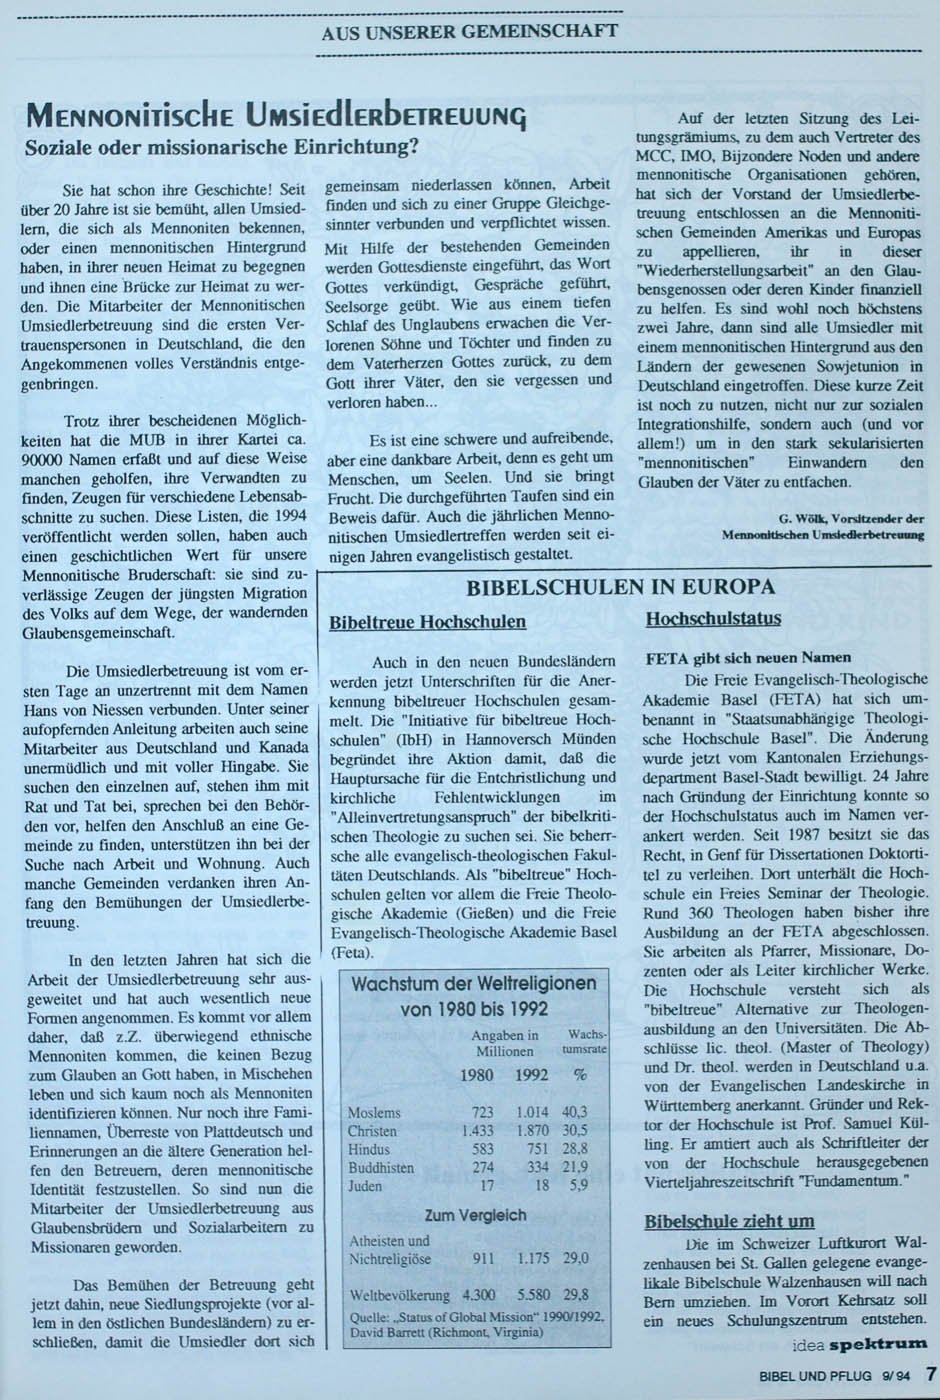 AUS UNSERER GEMEINSCHAFT
Mennonitische Umsiedlerbetreuung
Soziale oder missionarische Einrichtung?
Sie hat schon ihre Geschichte! Seit
über 20 Jahre ist sie bemüht, allen Umsied-
lern, die sich als Mennoniten bekennen,
oder einen mennonitischen Hintergrund
haben, in ihrer neuen Heimat zu begegnen
und ihnen eine Brücke zur Heimat zu wer-
den. Die Mitarbeiter der Mennonitischen
Umsiedlerbetreuung sind die ersten Ver-
trauenspersonen in Deutschland, die den
Angekommenen volles Verständnis entge-
genbringen.
Trotz ihrer bescheidenen Möglich-
keiten hat die MUB in ihrer Kartei ca.
90000 Namen erfaßt und auf diese Weise
manchen geholfen, ihre Verwandten zu
finden, Zeugen für verschiedene Lebensab-
schnitte zu suchen. Diese Listen, die 1994
veröffentlicht werden sollen, haben auch
einen geschichtlichen Wert für unsere
Mennonitische Bruderschaft: sie sind zu-
verlässige Zeugen der jüngsten Migration
des Volks auf dem Wege, der wandernden
Glaubensgemeinschaft.
Die Umsiedlerbetreuung ist vom er-
sten Tage an unzertrennt mit dem Namen
Hans von Niessen verbunden. Unter seiner
aufopfernden Anleitung arbeiten auch seine
Mitarbeiter aus Deutschland und Kanada
unermüdlich und mit voller Hingabe. Sie
suchen den einzelnen auf, stehen ihm mit
Rat und Tat bei, sprechen bei den Behör-
den vor, helfen den Anschluß an eine Ge-
meinde zu finden, unterstützen ihn bei der
Suche nach Arbeit und Wohnung. Auch
manche Gemeinden verdanken ihren An-
fang den Bemühungen der Umsiedlerbe-
treuung.
In den letzten Jahren hat sich die
Arbeit der Umsiedlerbetreuung sehr aus-
geweitet und hat auch wesentlich neue
Formen angenommen. Es kommt vor allem
daher, daß z.Z. überwiegend ethnische
Mennoniten kommen, die keinen Bezug
zum Glauben an Gott haben, in Mischehen
leben und sich kaum noch als Mennoniten
identifizieren können. Nur noch ihre Fami-
liennamen, Überreste von Plattdeutsch und
Erinnerungen an die ältere Generation hel-
fen den Betreuern, deren mennonitische
Identität festzustellen. So sind nun die
Mitarbeiter der Umsiedlerbetreuung aus
Glaubensbrüdern und Sozialarbeitern zu
Missionaren geworden.
Das Bemühen der Betreuung geht
jetzt dahin, neue Siedlungsprojekte (vor al-
lem in den östlichen Bundesländern) zu er-
schließen, damit die Umsiedler dort sich
gemeinsam niederlassen können, Arbeit
finden und sich zu einer Gruppe Gleichge-
sinnter verbunden und verpflichtet wissen.
Mit Hilfe der bestehenden Gemeinden
werden Gottesdienste eingeführt, das Wort
Gottes verkündigt, Gespräche geführt,
Seelsorge geübt. Wie aus einem tiefen
Schlaf des Unglaubens erwachen die Ver-
lorenen Söhne und Töchter und finden zu
dem Vaterherzen Gottes zurück, zu dem
Gott ihrer Väter, den sie vergessen und
verloren haben...
Es ist eine schwere und aufreibende,
aber eine dankbare Arbeit, denn es geht um
Menschen, um Seelen. Und sie bringt
Frucht. Die durchgeführten Taufen sind ein
Beweis dafür. Auch die jährlichen Menno-
nitischen Umsiedlertreffen werden seit ei-
nigen Jahren evangelistisch gestaltet.
Auf der letzten Sitzung des Lei-
tungsgrämiums, zu dem auch Vertreter des
MCC, IMO, Bijzondere Noden und andere
mennonitische Organisationen gehören,
hat sich der Vorstand der Umsiedlerbe-
treuung entschlossen an die Mennoniti-
schen Gemeinden Amerikas und Europas
zu appellieren, ihr in dieser
"Wiederherstellungsarbeit" an den Glau-
bensgenossen oder deren Kinder finanziell
zu helfen. Es sind wohl noch höchstens
zwei Jahre, dann sind alle Umsiedler mit
einem mennonitischen Hintergrund aus den
Ländern der gewesenen Sowjetunion in
Deutschland eingetroffen. Diese kurze Zeit
ist noch zu nutzen, nicht nur zur sozialen
Integrationshilfe, sondern auch (und vor
allem!) um in den stark sekularisierten
"mennonitischen" Einwandern den
Glauben der Väter zu entfachen.
G. Wölk, Vorsitzender der
Mennonitischen Umsiedlerbetreuung
BIBELSCHULEN IN EUROPA
Bibeltreue Hochschulen
Auch in den neuen Bundesländern
werden jetzt Unterschriften für die Aner-
kennung bibeltreuer Hochschulen gesam-
melt. Die "Initiative für bibeltreue Hoch-
schulen" (IbH) in Hannoversch Münden
begründet ihre Aktion damit, daß die
Hauptursache für die Entchristlichung und
kirchliche Fehlentwicklungen im
"Alleinvertretungsanspruch" der bibelkriti-
schen Theologie zu suchen sei. Sie beherr-
sche alle evangelisch-theologischen Fakul-
täten Deutschlands. Als "bibeltreue" Hoch-
schulen gelten vor allem die Freie Theolo-
gische Akademie (Gießen) und die Freie
Evangelisch-Theologische Akademie Basel
(Feta).
Wachstum der Weltreligionen
von 1980 bis 1992
Angaben in Wachs-
Millionen tumsrate
1980 1992 %
Moslems 723 1.014 40,3
Christen 1.433 1.870 30,5
Hindus 583 751 28,8
Buddhisten 274 334 21,9
Juden 17 18 5,9
Zum Vergleich
Atheisten und
Nichtreligiöse 911 1.175 29,0
Weltbevölkerung 4.300 5.580 29,8
Quelle: „Status of Global Mission“ 1990/1992,
David Barrett (Richmont, Virginia)
Hochschulstatus
FETA gibt sich neuen Namen
Die Freie Evangelisch-Theologische
Akademie Basel (FETA) hat sich um-
benannt in "Staatsunabhängige Theologi-
sche Hochschule Basel". Die Änderung
wurde jetzt vom Kantonalen Erziehungs-
department Basel-Stadt bewilligt. 24 Jahre
nach Gründung der Einrichtung konnte so
der Hochschulstatus auch im Namen ver-
ankert werden. Seit 1987 besitzt sie das
Recht, in Genf für Dissertationen Doktorti-
tel zu verleihen. Dort unterhält die Hoch-
schule ein Freies Seminar der Theologie.
Rund 360 Theologen haben bisher ihre
Ausbildung an der FETA abgeschlossen.
Sie arbeiten als Pfarrer, Missionare, Do-
zenten oder als Leiter kirchlicher Werke.
Die Hochschule versteht sich als
"bibeltreue" Alternative zur Theologen-
ausbildung an den Universitäten. Die Ab-
schlüsse lic. theol. (Master of Theology)
und Dr. theol. werden in Deutschland u.a.
von der Evangelischen Landeskirche in
Württemberg anerkannt. Gründer und Rek-
tor der Hochschule ist Prof. Samuel Kül-
ling. Er amtiert auch als Schriftleiter der
von der Hochschule herausgegebenen
Vierteljahreszeitschrift "Fundamentum."
Bibelschule zieht um
Die im Schweizer Luftkurort Wal-
zenhausen bei St. Gallen gelegene evange-
likale Bibelschule Walzenhausen will nach
Bern umziehen. Im Vorort Kehrsatz soll
ein neues Schulungszentrum entstehen.
idea spektrum
BIBEL UND PFLUG 9/94 7